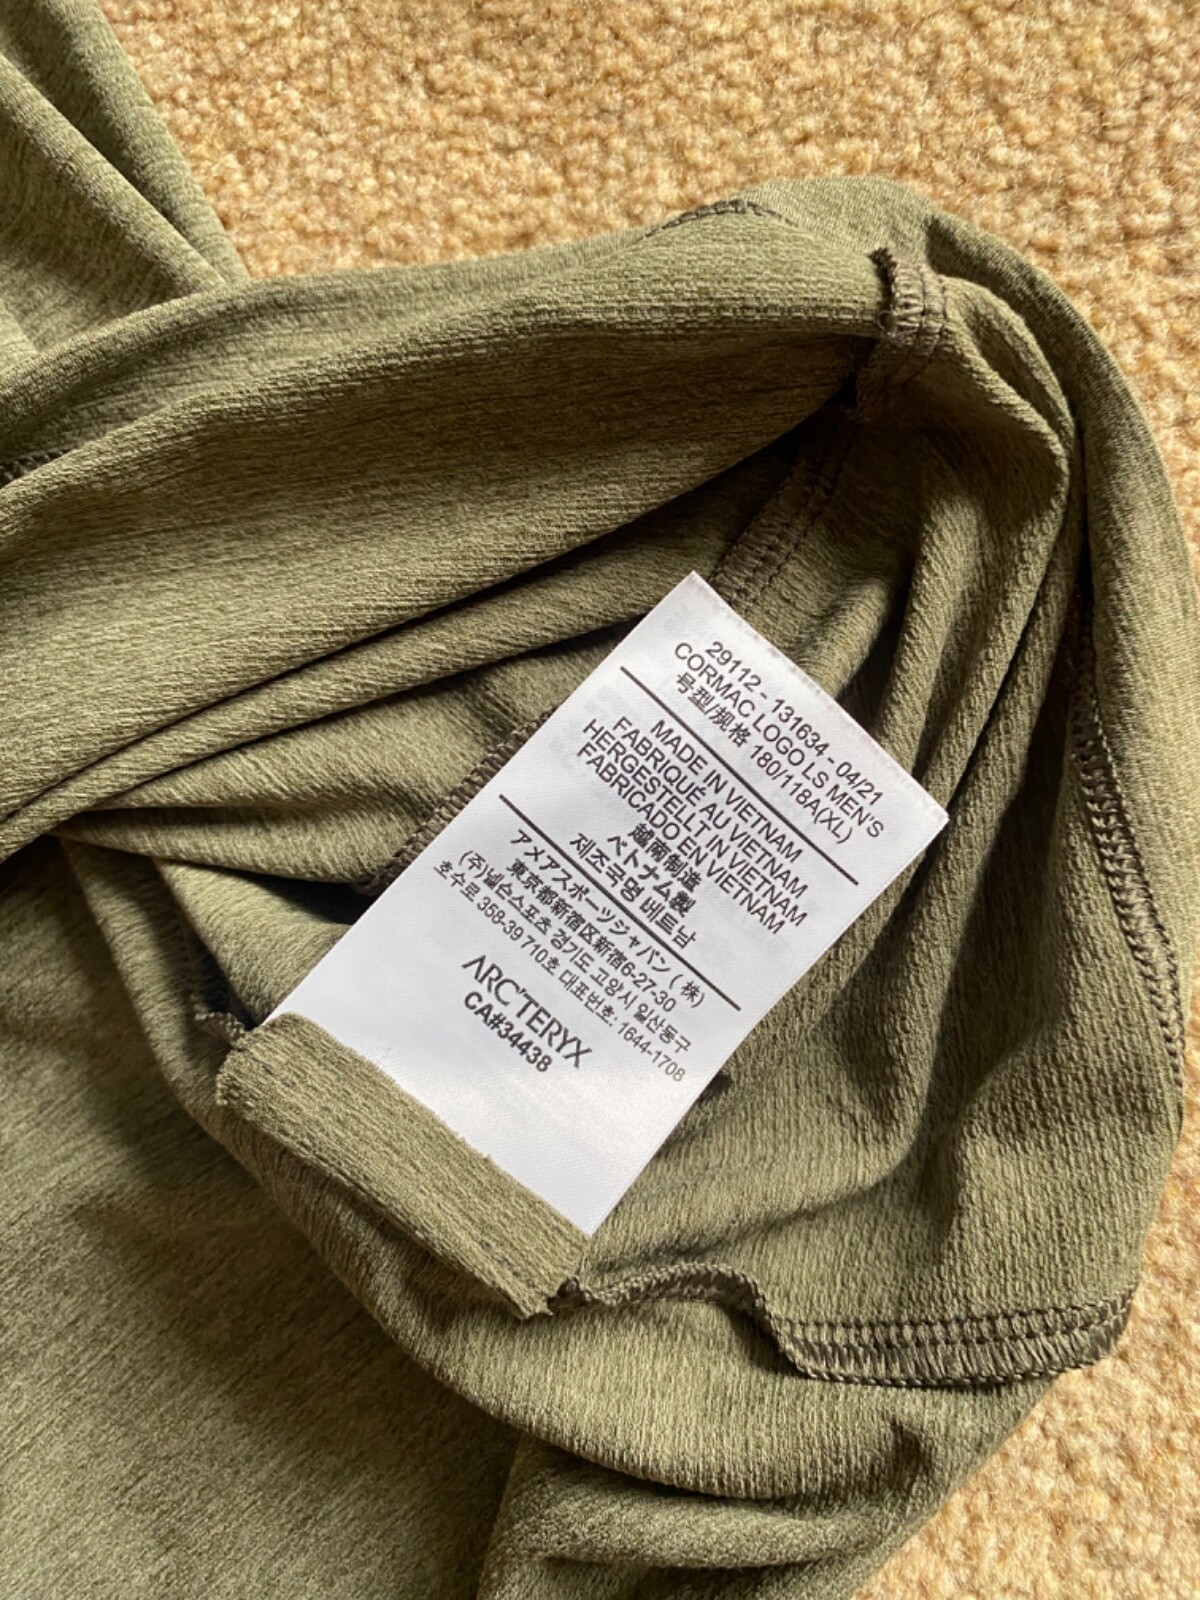 29112 - 131634 - 04/21
CORMAC LOGO LS MEN'S
号型/规格 180/118A(XL)
MADE IN VIETNAM
FABRIQUÉ AU VIETNAM
HERGESTELLT IN VIETNAM
FABRICADO EN VIETNAM
越南制造
ベトナム製
제조국명 베트남
アメアスポーツジャパン ( 株)
東京都新宿区新宿6-27-30
(주)넬슨스포츠 경기도 고양시 일산동구
호수로 358-39 710호 대표번호: 1644-1708
ARC'TERYX
CA#34438